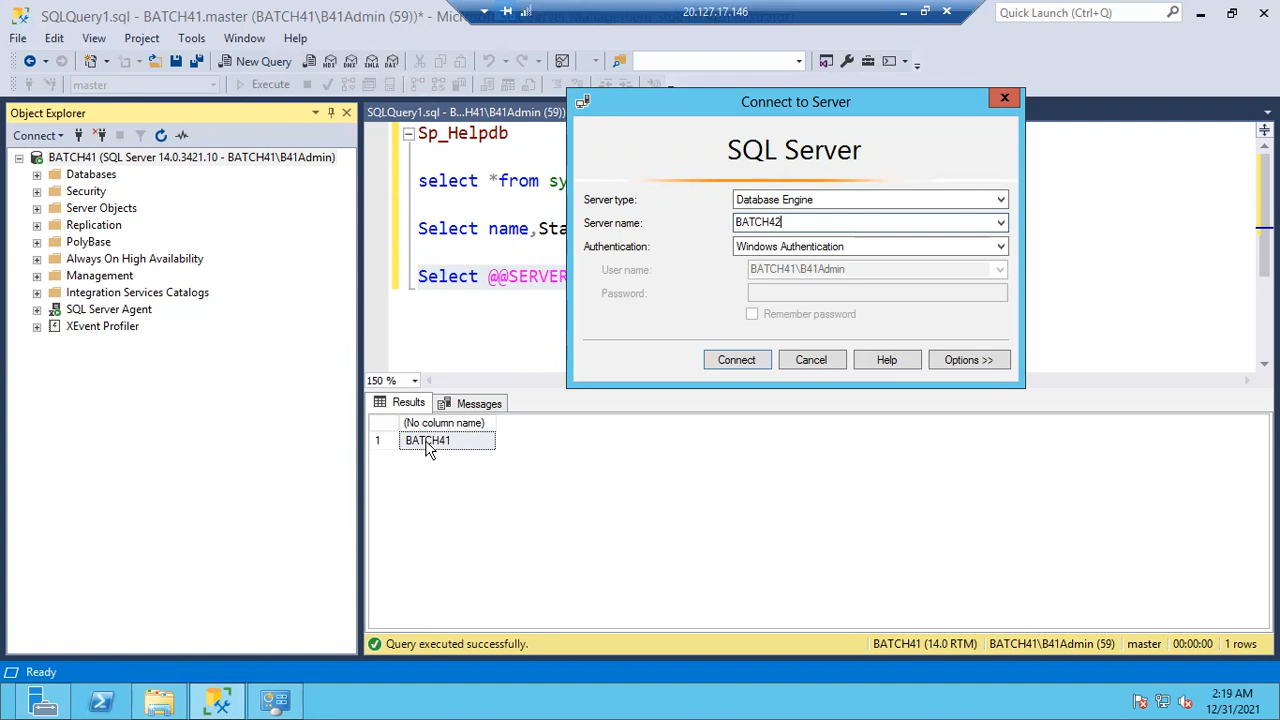 SQLQuery1.sql - BATCH41.master (BATCH41\B41Admin (59))* - Micros
20.127.17.146
Quick Launch (Ctrl+Q)
File Edit View Project Tools Window Help
New Query
MDX DMX XMLA DAX
master
Execute
Object Explorer
SQLQuery1.sql - B...H41\B41Admin (59))
Connect
BATCH41 (SQL Server 14.0.3421.10 - BATCH41\B41Admin)
Databases
Security
Server Objects
Replication
PolyBase
Always On High Availability
Management
Integration Services Catalogs
SQL Server Agent
XEvent Profiler
Sp_Helpdb
select *from sy
Select name,Sta
Select @@SERVER
Connect to Server
SQL Server
Server type: Database Engine
Server name: BATCH42
Authentication: Windows Authentication
User name: BATCH41\B41Admin
Password:
Remember password
Connect Cancel Help Options >>
150 %
Results Messages
(No column name)
1 BATCH41
Query executed successfully.
BATCH41 (14.0 RTM) BATCH41\B41Admin (59) master 00:00:00 1 rows
Ready
2:19 AM
12/31/2021